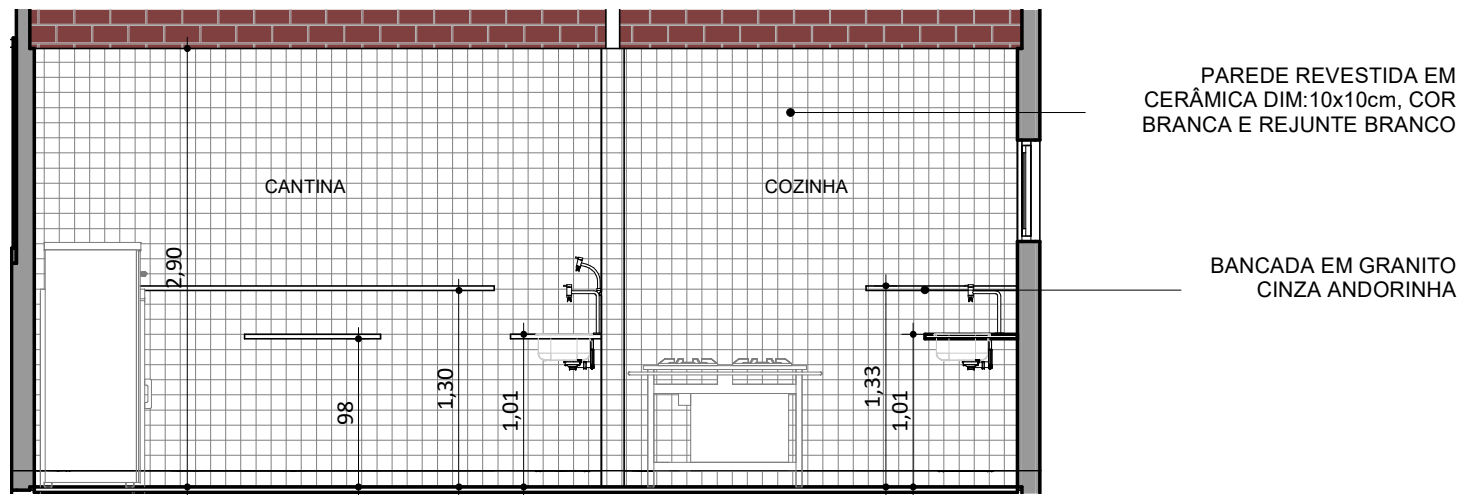 PAREDE REVESTIDA EM
CERÂMICA DIM:10x10cm, COR
BRANCA E REJUNTE BRANCO
CANTINA
COZINHA
BANCADA EM GRANITO
CINZA ANDORINHA
2,90
98
1,30
1,01
1,33
1,01